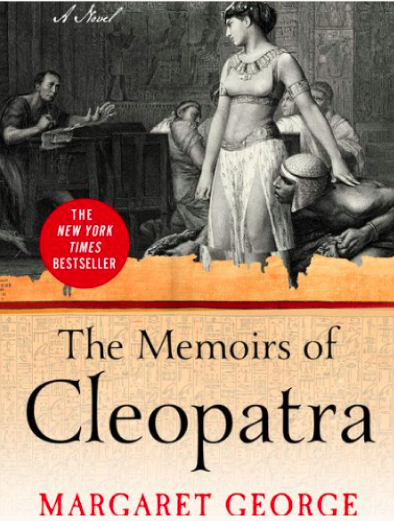 A Novel
THE
NEW YORK
TIMES
BESTSELLER
The Memoirs of
Cleopatra
MARGARET GEORGE